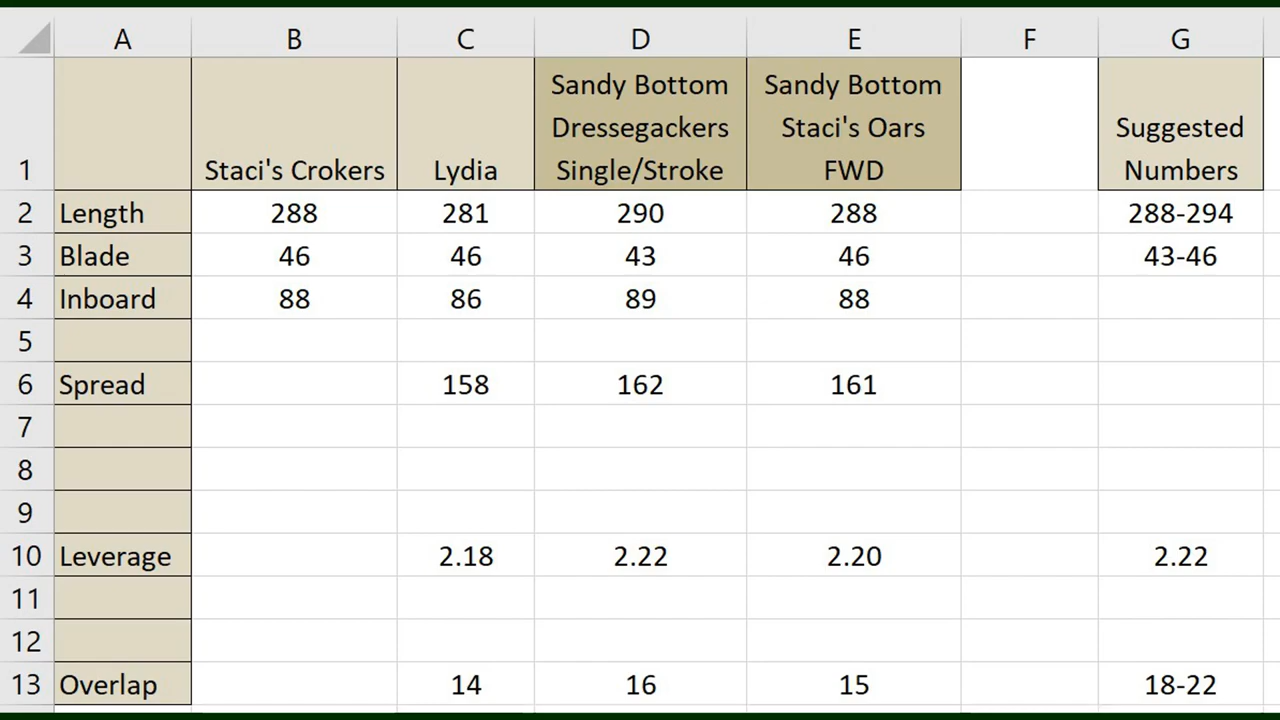 A B C D E F G
Sandy Bottom Sandy Bottom
Dressegackers Staci's Oars Suggested
1 Staci's Crokers Lydia Single/Stroke FWD Numbers
2 Length 288 281 290 288 288-294
3 Blade 46 46 43 46 43-46
4 Inboard 88 86 89 88
5
6 Spread 158 162 161
7
8
9
10 Leverage 2.18 2.22 2.20 2.22
11
12
13 Overlap 14 16 15 18-22